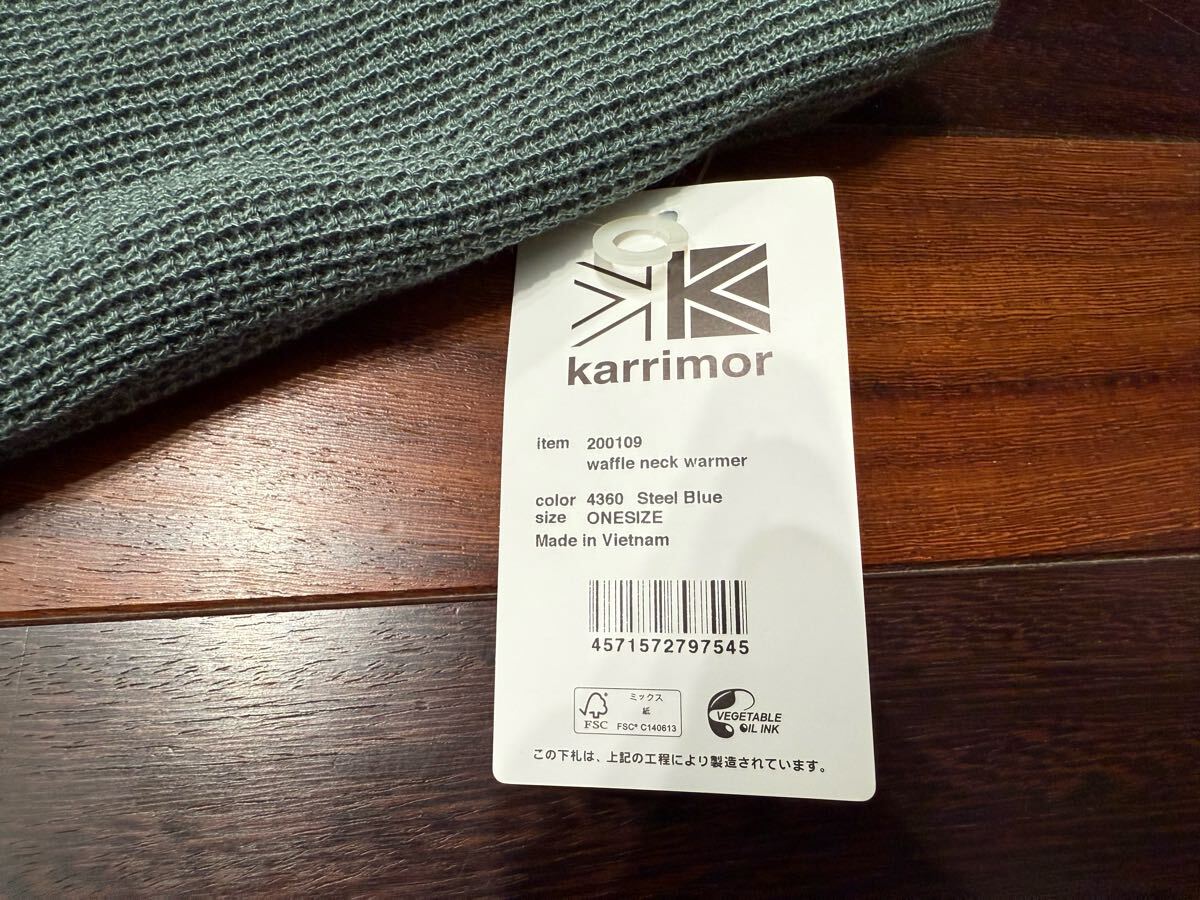 karrimor
item 200109
waffle neck warmer
color 4360 Steel Blue
size ONESIZE
Made in Vietnam
4571572797545
FSC
ミックス
紙
FSC® C140613
VEGETABLE
OIL INK
この下札は、上記の工程により製造されています。